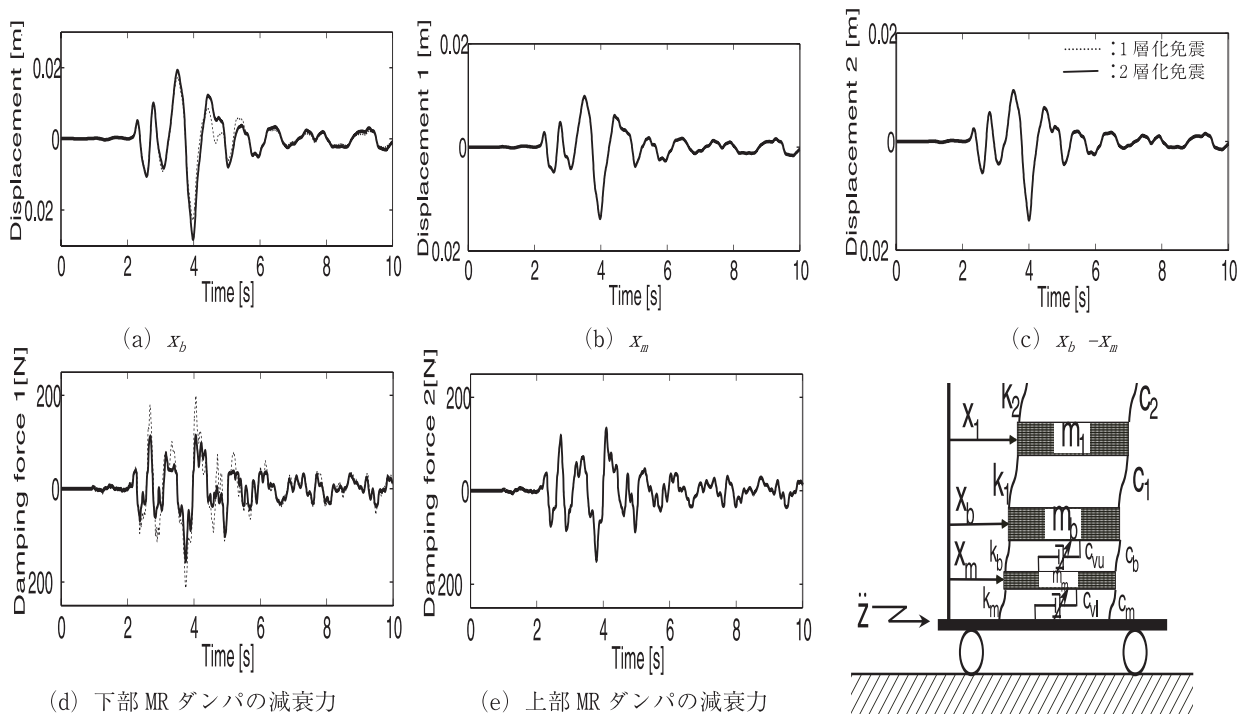 Displacement [m]
0.02
0
0.02
0 2 4 6 8 10
Time [s]
(a) x_b
Displacement 1 [m]
0.02
0
0.02
0 2 4 6 8 10
Time [s]
(b) x_m
Displacement 2 [m]
0.02
0
0.02
0 2 4 6 8 10
Time [s]
:1 層化免震
:2 層化免震
(c) x_b -x_m
Damping force 1[N]
200
0
200
0 2 4 6 8 10
Time [s]
(d) 下部 MR ダンパの減衰力
Damping force 2[N]
200
0
200
0 2 4 6 8 10
Time [s]
(e) 上部 MR ダンパの減衰力
k_2 c_2
x_1 m_1
k_1 c_1
x_b m_b
k_b c_vu c_b
x_m m_m
k_m c_vl c_m
z̈